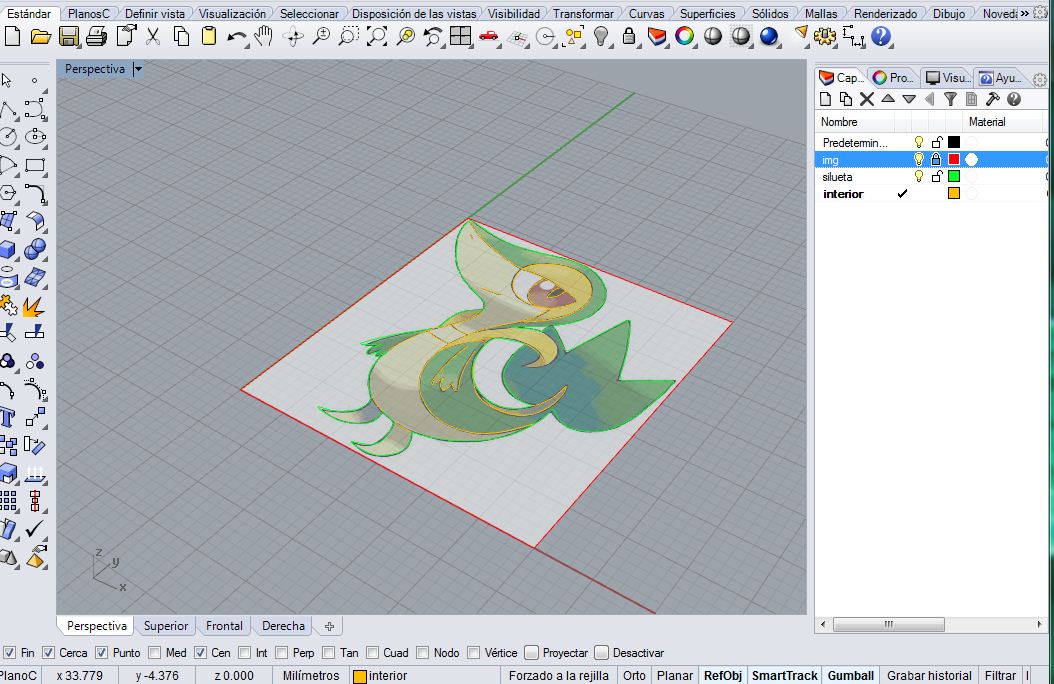 Estándar PlanosC Definir vista Visualización Seleccionar Disposición de las vistas Visibilidad Transformar Curvas Superficies Sólidos Mallas Renderizado Dibujo Noveda »
Perspectiva
Cap... Pro... Visu... Ayu...
Nombre Material
Predetermin...
img
silueta
interior
z
y
x
Perspectiva Superior Frontal Derecha
Fin Cerca Punto Med Cen Int Perp Tan Cuad Nodo Vértice Proyectar Desactivar
PlanoC x 33.779 y -4.376 z 0.000 Milímetros interior Forzado a la rejilla Orto Planar RefObj SmartTrack Gumball Grabar historial Filtrar